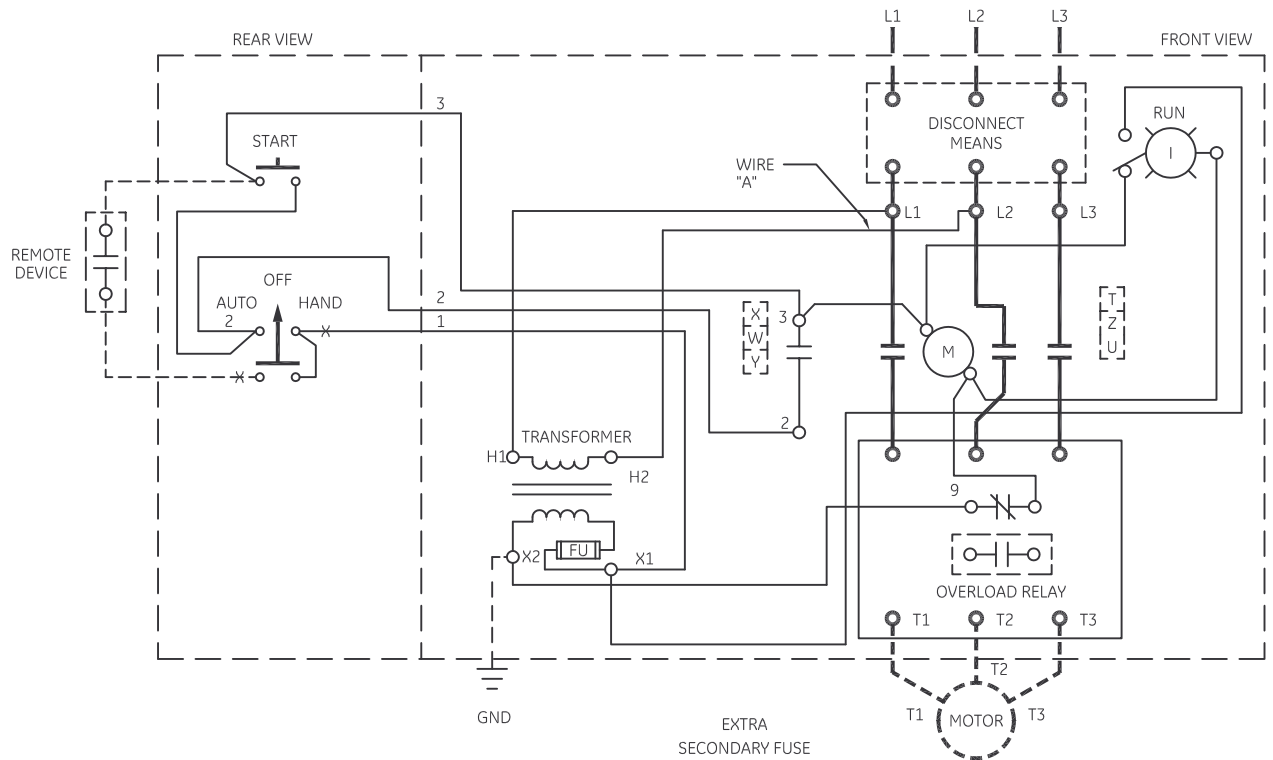 L1 L2 L3
REAR VIEW
FRONT VIEW
3
START
DISCONNECT
MEANS
RUN
I
WIRE
"A"
L1 L2 L3
REMOTE
DEVICE
OFF
AUTO HAND
2
X
X
2
1
X
W
Y
3
2
M
T
Z
U
TRANSFORMER
H1
H2
FU
X2
X1
9
OVERLOAD RELAY
T1 T2 T3
T2
T1
MOTOR
T3
GND
EXTRA
SECONDARY FUSE